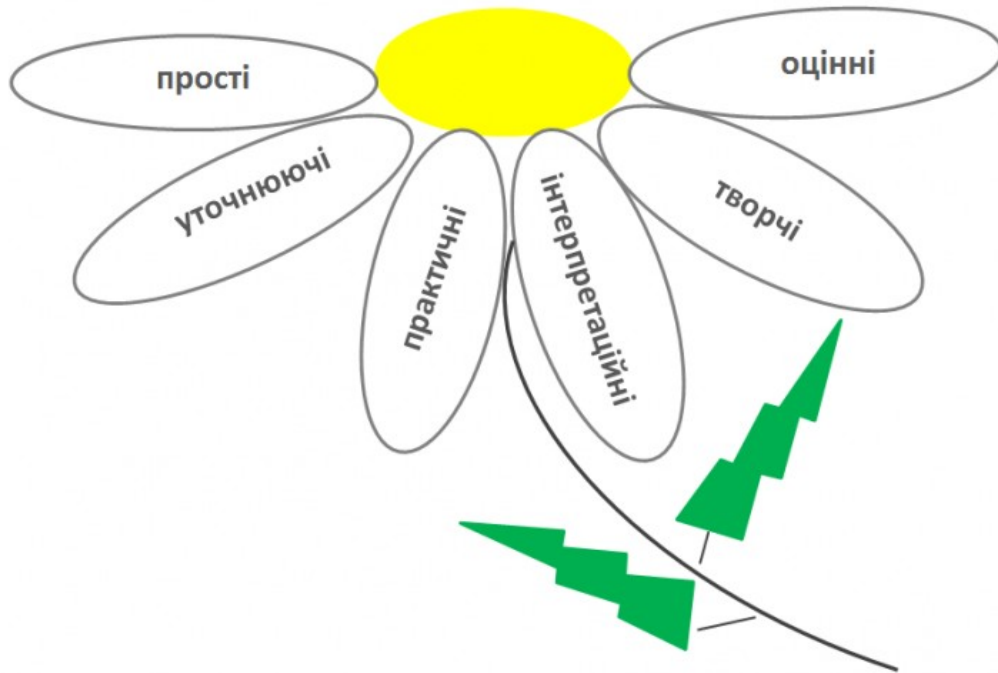 прості
уточнюючі
практичні
інтерпретаційні
творчі
оцінні